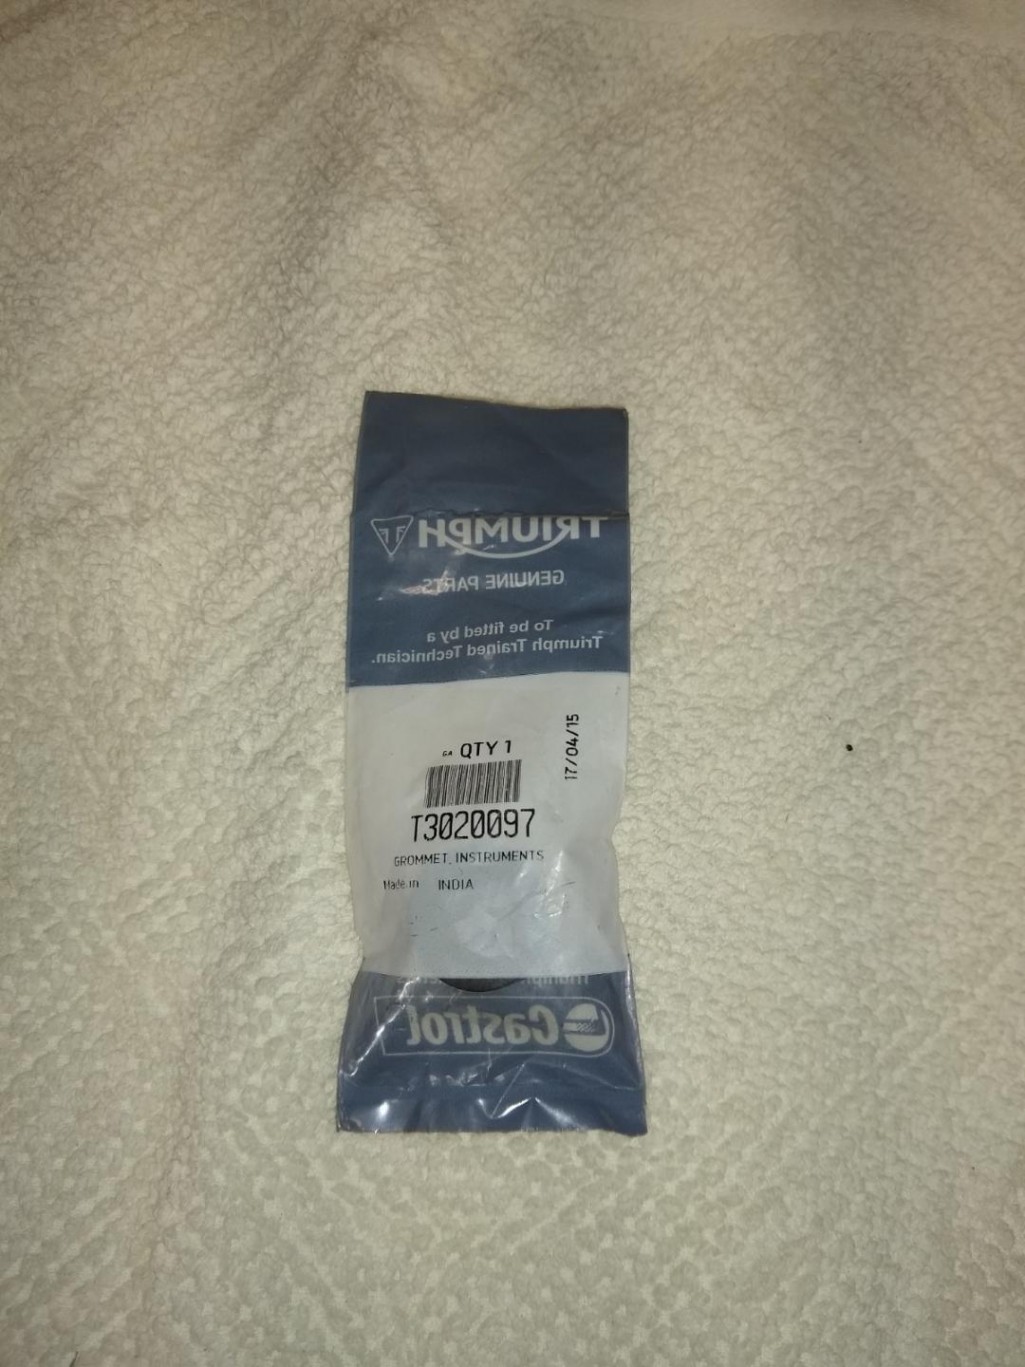 TRIUMPH
GENUINE PARTS
To be fitted by a
Triumph Trained Technician.
GA QTY 1
17/04/15
T3020097
GROMMET, INSTRUMENTS
Made in INDIA
Castrol